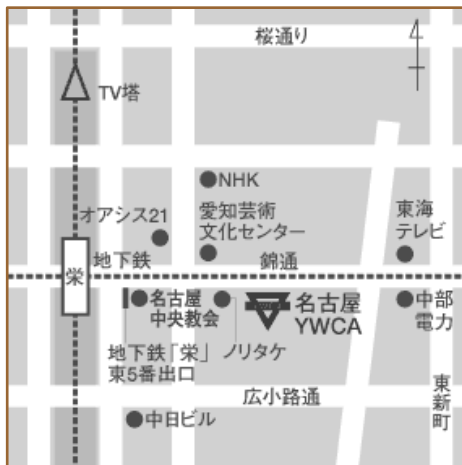 桜通り
TV塔
NHK
オアシス21
愛知芸術
文化センター
東海
テレビ
栄
地下鉄
錦通
名古屋
中央教会
名古屋
YWCA
中部
電力
地下鉄「栄」
東5番出口
ノリタケ
広小路通
東新町
中日ビル